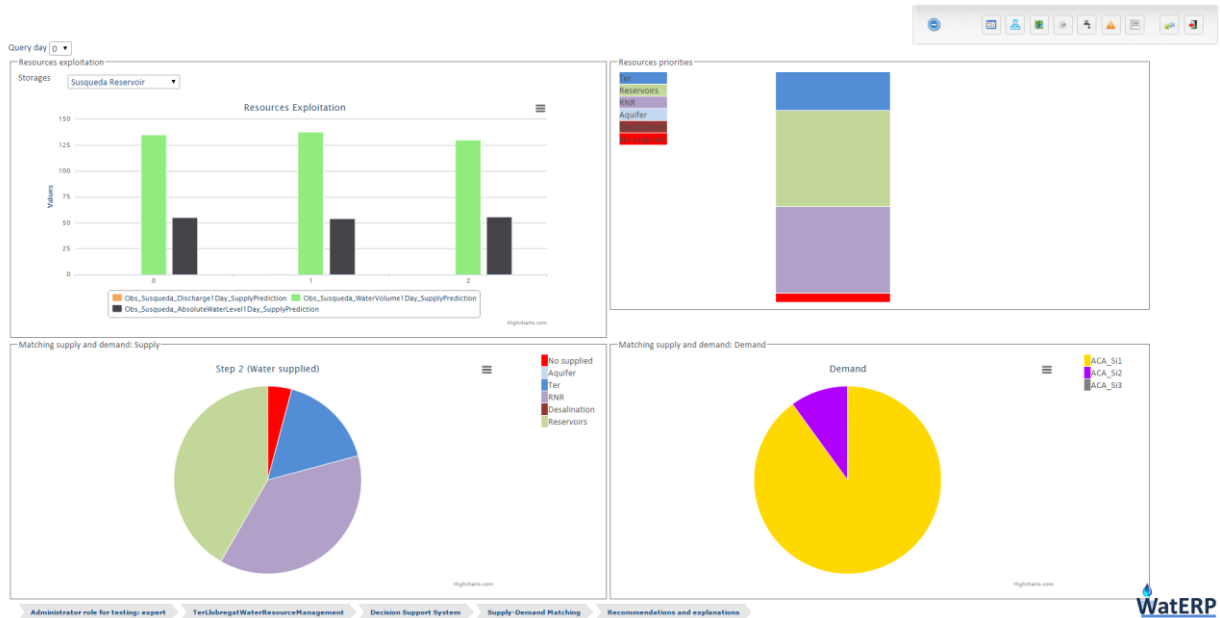 Query day 0
Resources exploitation
Storages
Susqueda Reservoir
Resources Exploitation
150
125
100
75
50
25
0
Values
0 1 2
Obs_Susqueda_Discharge1Day_SupplyPrediction Obs_Susqueda_WaterVolume1Day_SupplyPrediction
Obs_Susqueda_AbsoluteWaterLevel1Day_SupplyPrediction
Highcharts.com
Resources priorities
Ter
Reservoirs
RNR
Aquifer
Matching supply and demand: Supply
Step 2 (Water supplied)
No supplied
Aquifer
Ter
RNR
Desalination
Reservoirs
Highcharts.com
Matching supply and demand: Demand
Demand
ACA_Si1
ACA_Si2
ACA_Si3
Highcharts.com
Administrator role for testing: expert
TerLlobregatWaterResourceManagement
Decision Support System
Supply-Demand Matching
Recommendations and explanations
WatERP